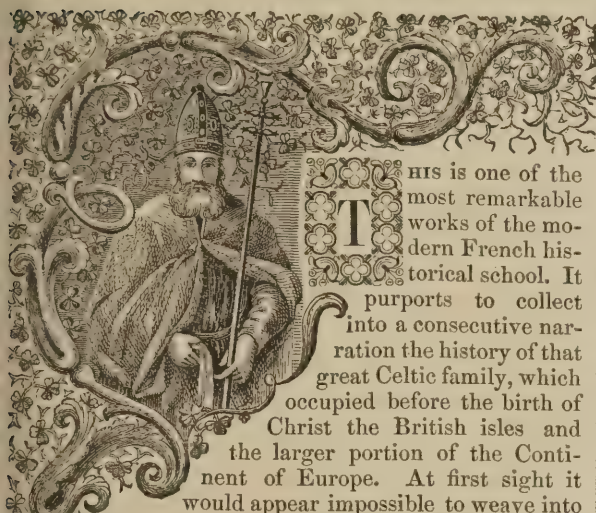 THIS is one of the
most remarkable
works of the mo-
dern French his-
torical school. It
purports to collect
into a consecutive nar-
ration the history of that
great Celtic family, which
occupied before the birth of
Christ the British isles and
the larger portion of the Conti-
nent of Europe. At first sight it
would appear impossible to weave into